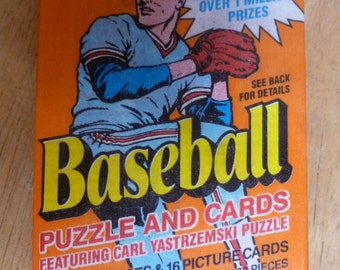 OVER 1 MILLION
PRIZES
SEE BACK
FOR DETAILS
Baseball
PUZZLE AND CARDS
FEATURING CARL YASTRZEMSKI PUZZLE
& 16 PICTURE CARDS
PIECES